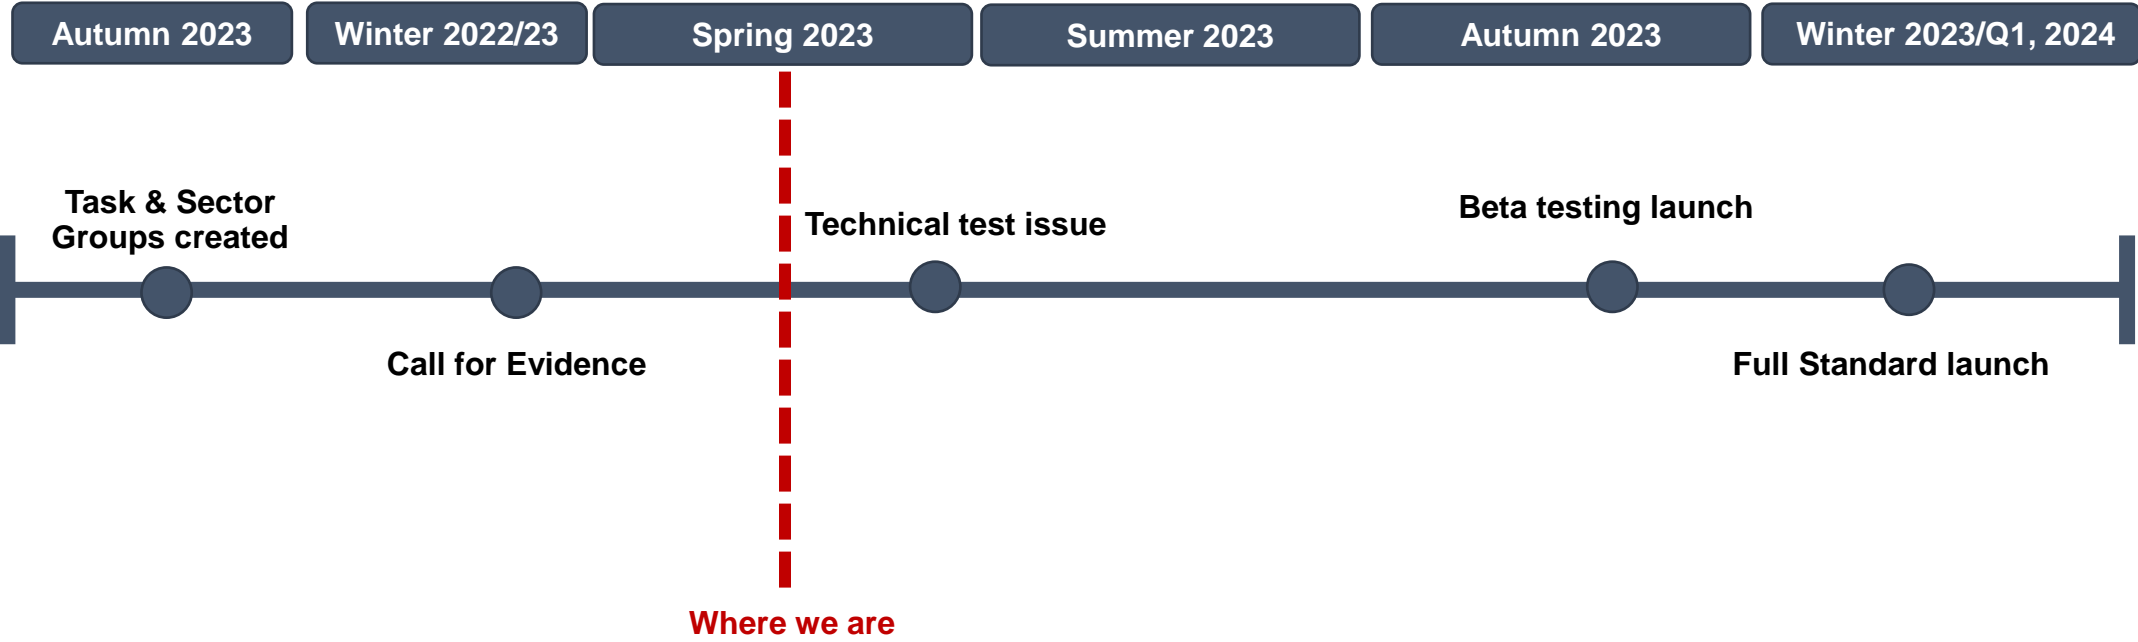 Autumn 2023
Winter 2022/23
Spring 2023
Summer 2023
Autumn 2023
Winter 2023/Q1, 2024
Task & Sector
Groups created
Technical test issue
Beta testing launch
Call for Evidence
Full Standard launch
Where we are